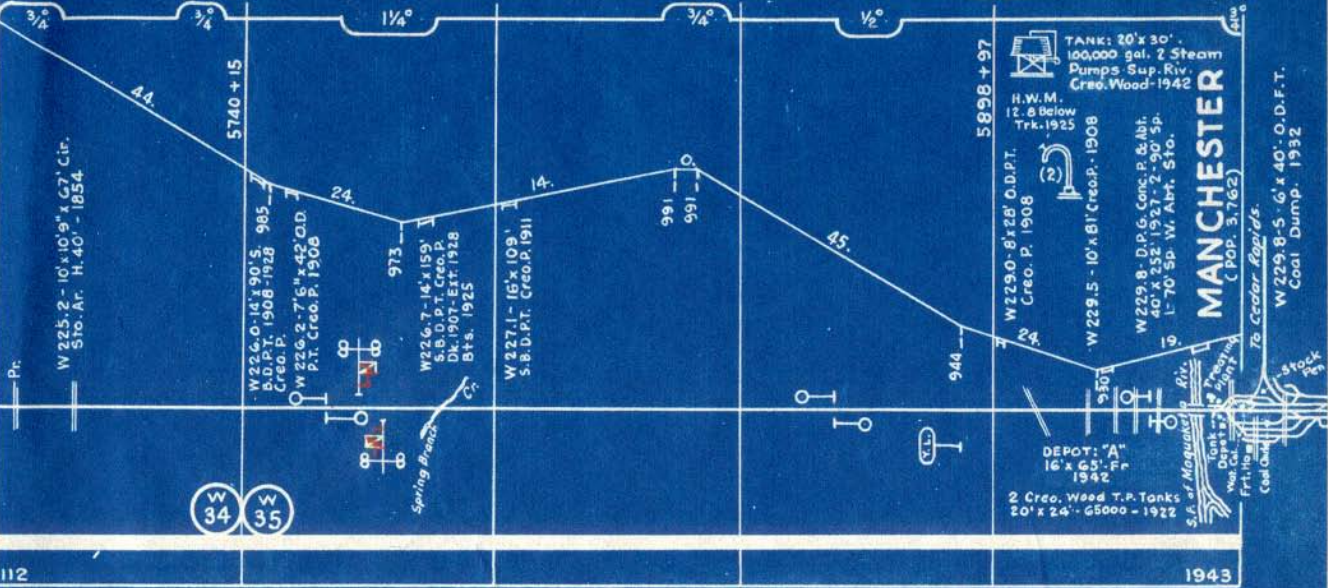 3/4°
3/4°
1 1/4°
3/4°
1/2°
44.
5740 + 15
24.
14.
O.
45.
5898 + 97
24.
19.
985
973
991
991
944
930
Pr.
W 225.2 - 10'x10'9" x 67' Cir.
Sto. Ar. H. 40' - 1854
W 226.0 - 14' x 90' S.
B.D.P.T. 1908-1928
Creo. P.
W 226.2 - 7'6" x 42' O.D.
P.T. Creo. P. 1908
W 226.7 - 14' x 159'
S.B.D.P.T. Creo. P.
Dk. 1907 - Ext. 1928
Bts. 1925
W 227.1 - 16' x 109'
S.B.D.P.T. Creo. P. 1911
Spring Branch
Cr.
TANK: 20' x 30'.
100,000 gal. 2 Steam
Pumps. Sup. Riv.
Creo. Wood - 1942
H.W.M.
12.8 Below
Trk. 1925
(2)
W 229.0 - 8' x 28' O.D.P.T.
Creo. P. 1908
W 229.5 - 10' x 81' Creo. P. 1908
W 229.8 - D.P.G. Conc. P. & Abt.
40' x 252' 1927 - 2 - 90' Sp.
1 - 70' Sp. W. Abt. Sto.
MANCHESTER
(POP. 3,762)
To Cedar Rapids.
W 229.8-S - 6' x 40' - O.D.F.T.
Coal Dump. 1932
Y.L.
DEPOT: "A"
16' x 65' - Fr
1942
2 Creo. Wood T.P. Tanks
20' x 24' - 65000 - 1922
S.F. of Maquoketa Riv.
Treating
Plant
Tank
Depot
Wat. Col.
Frt. Ho
Coal Chute
Stock
Pen
W
34
W
35
112
1943